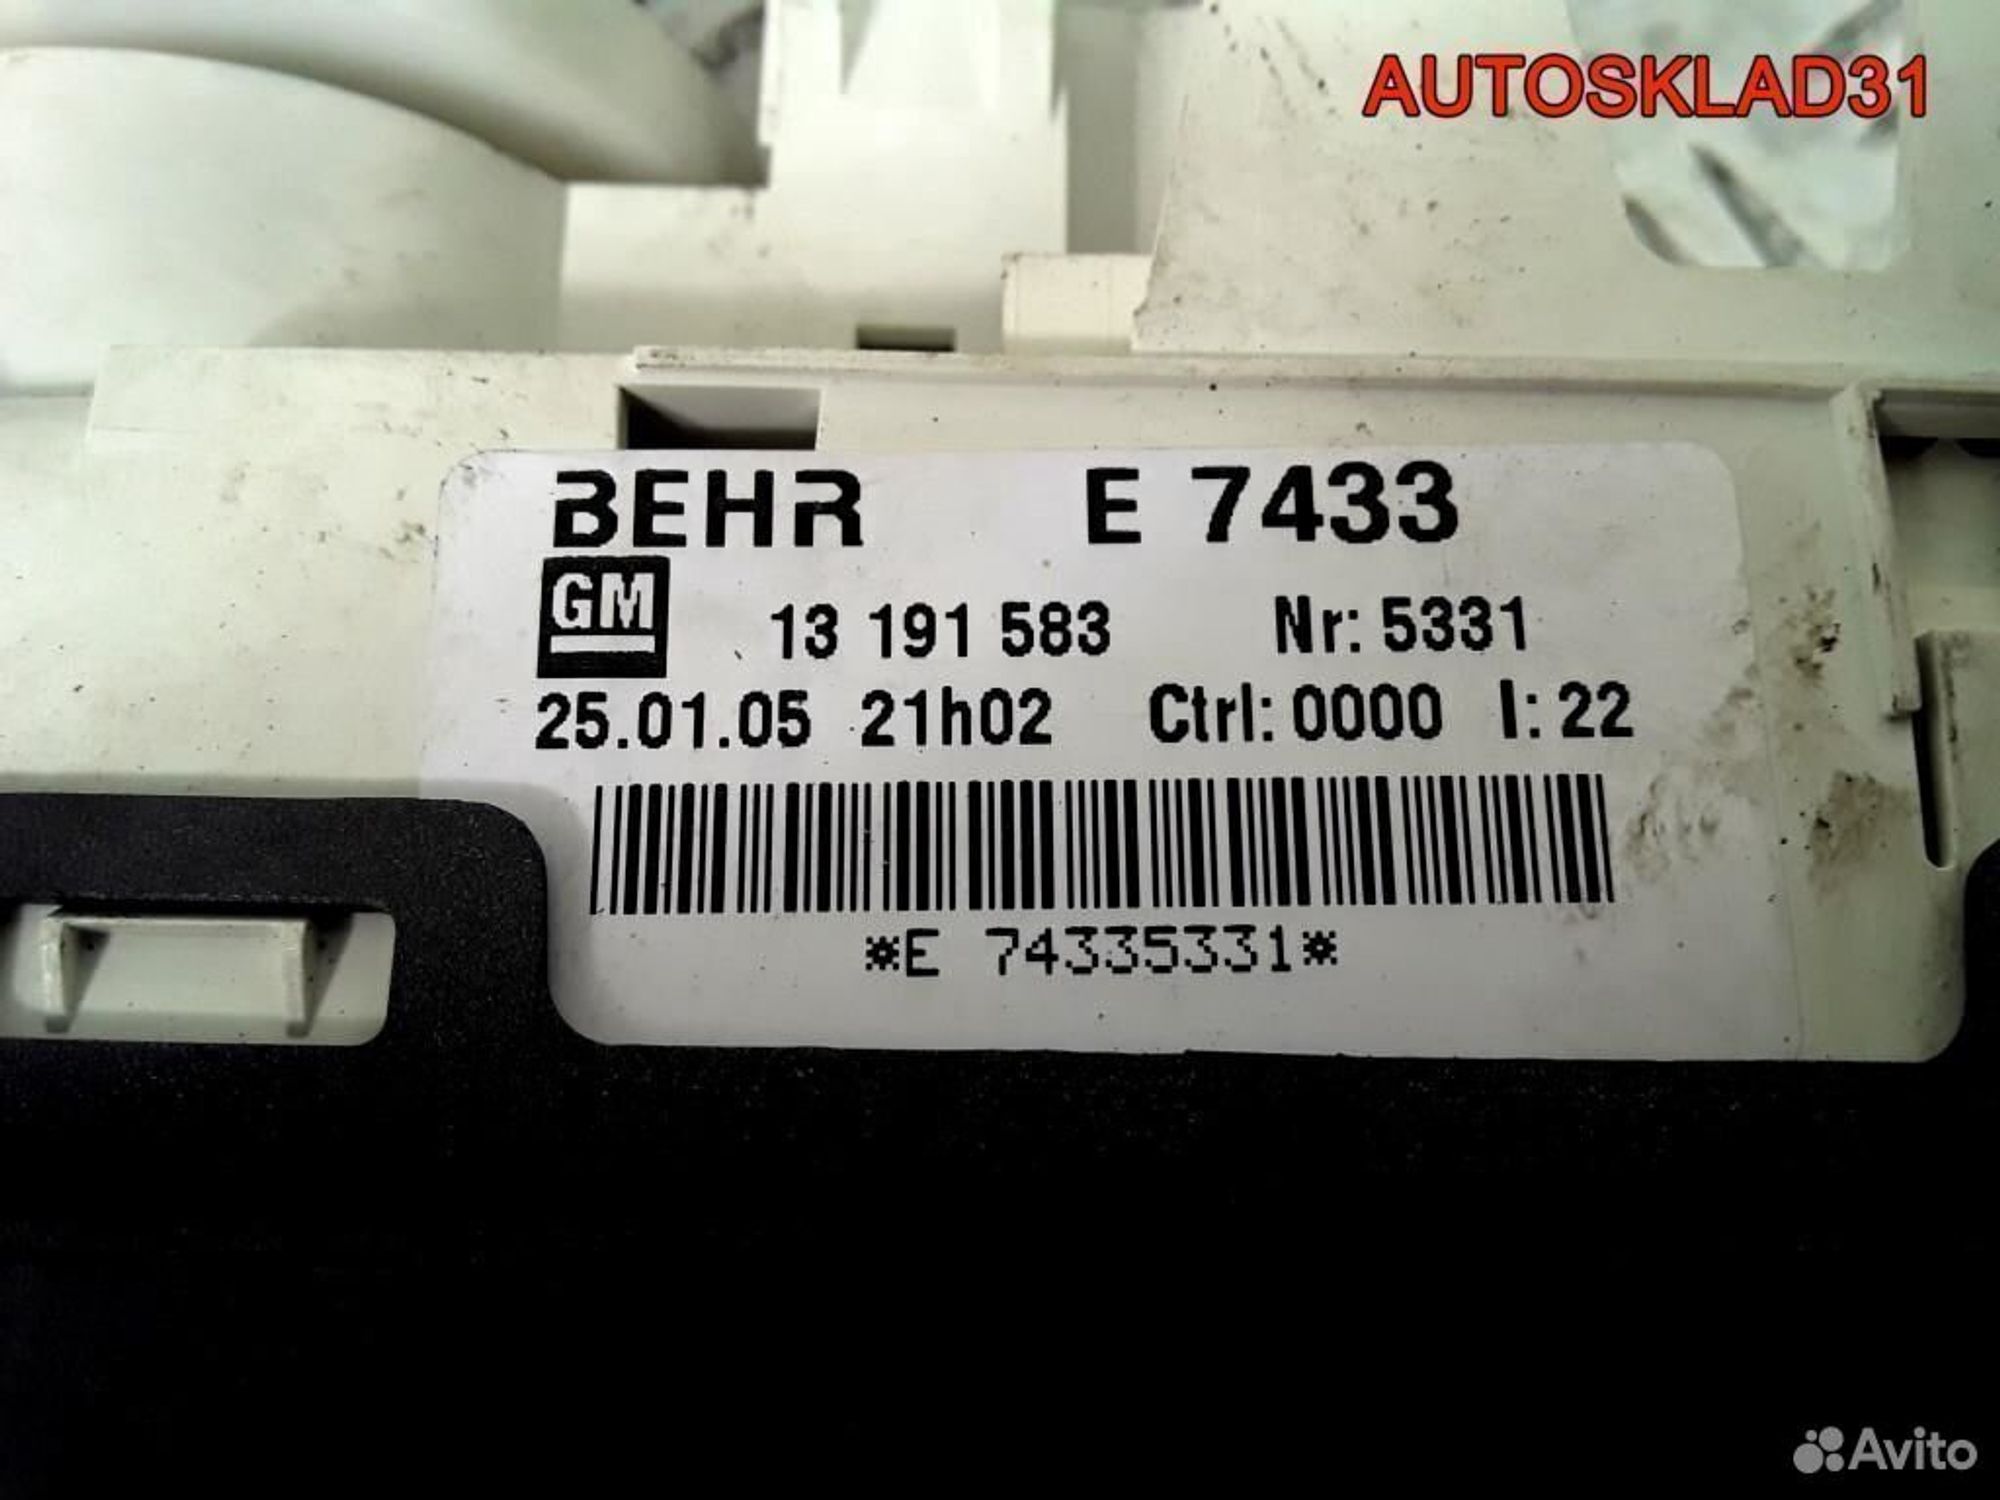 AUTOSKLAD31
BEHR E 7433
GM 13 191 583 Nr: 5331
25.01.05 21h02 Ctrl: 0000 I: 22
*E 74335331*
Avito